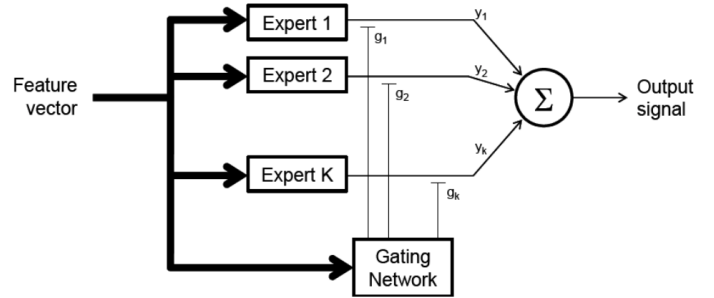 Expert 1
y1
g1
Expert 2
y2
g2
Feature
vector
Σ
Output
signal
Expert K
yk
gk
Gating
Network